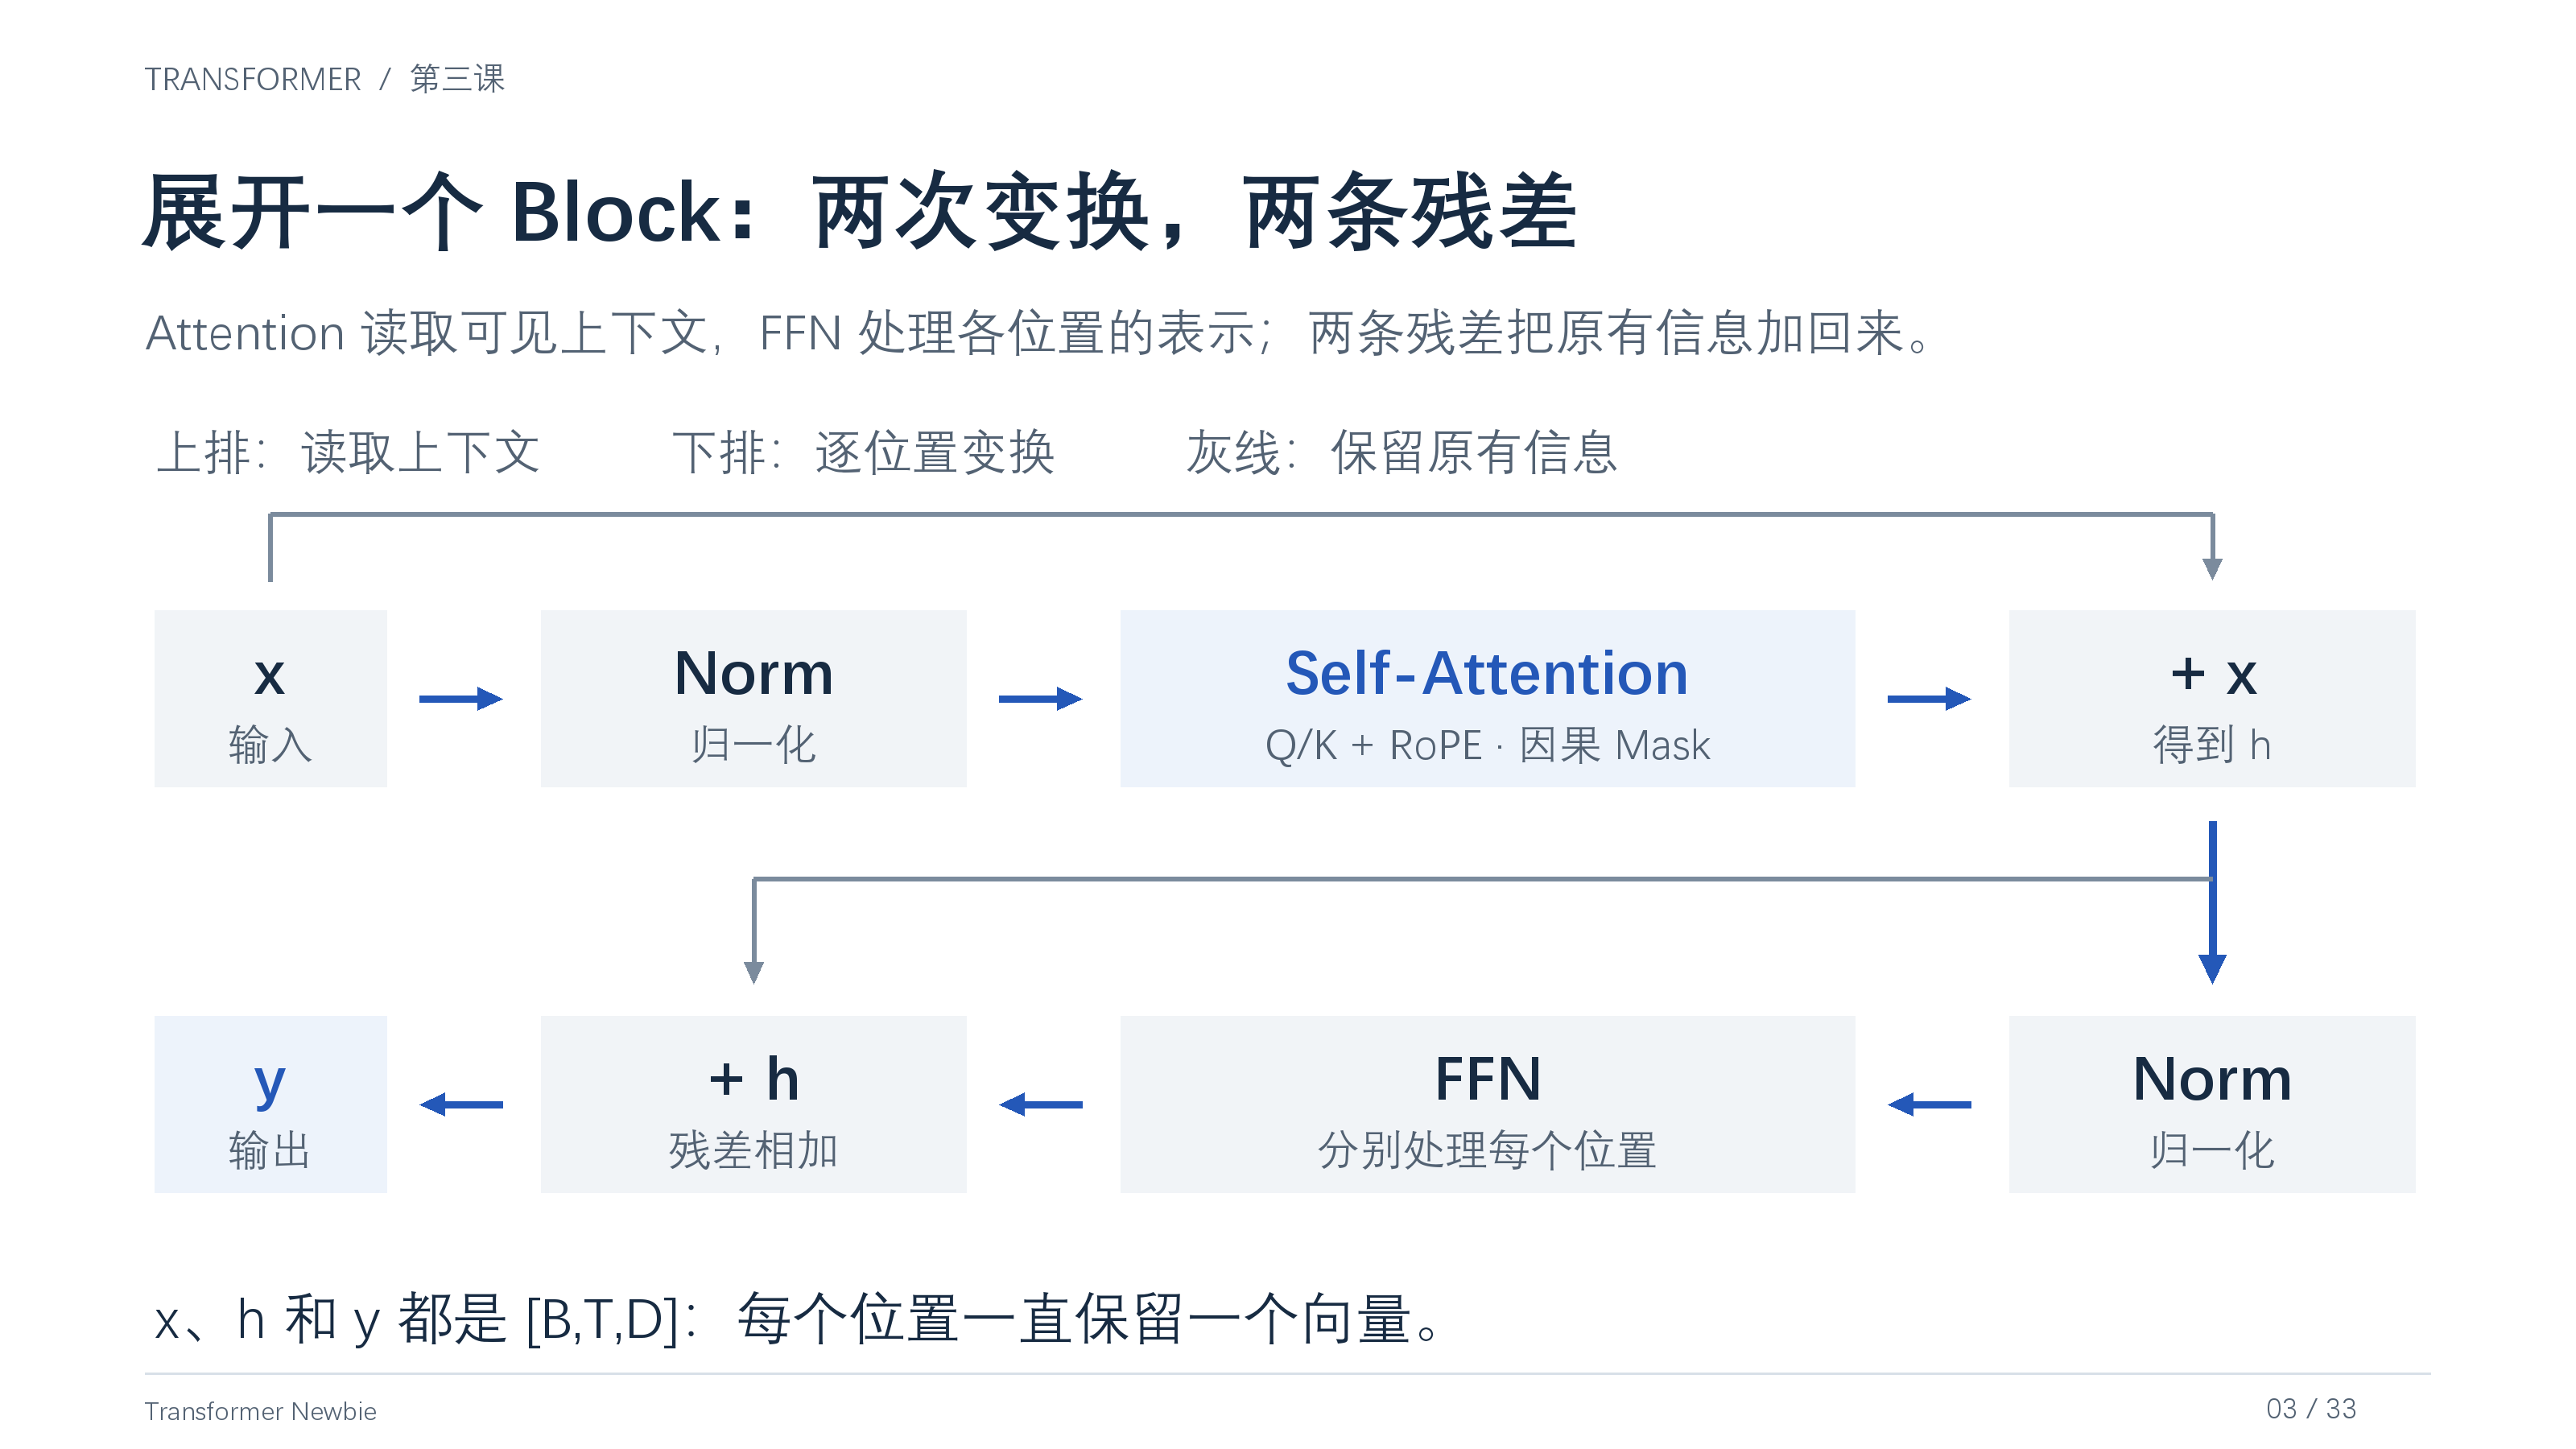 TRANSFORMER / 第三课
展开一个 Block：两次变换，两条残差
Attention 读取可见上下文，FFN 处理各位置的表示；两条残差把原有信息加回来。
上排：读取上下文 下排：逐位置变换 灰线：保留原有信息
x Norm Self-Attention + x
输入 归一化 Q/K + RoPE · 因果 Mask 得到 h
y + h FFN Norm
输出 残差相加 分别处理每个位置 归一化
x、h 和 y 都是 [B,T,D]：每个位置一直保留一个向量。
Transformer Newbie 03 / 33